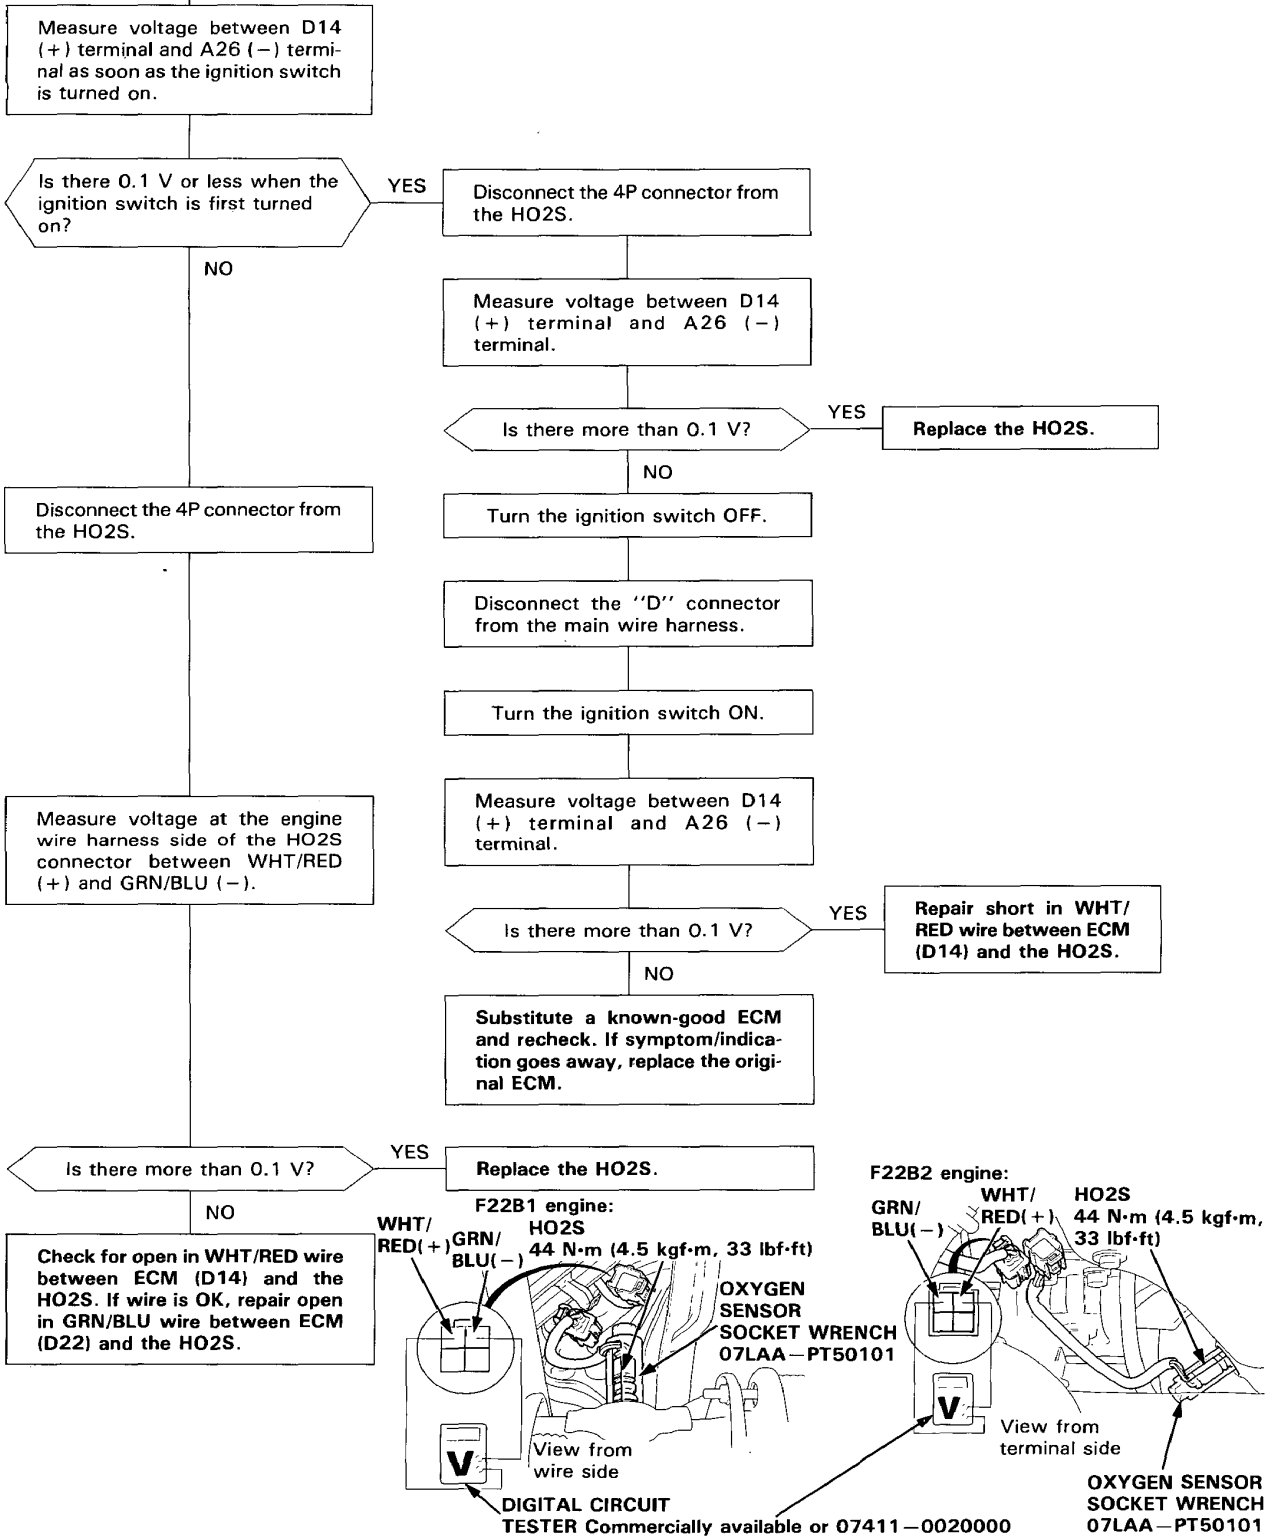 Measure voltage between D14
(+) terminal and A26 (−) termi-
nal as soon as the ignition switch
is turned on.
Is there 0.1 V or less when the
ignition switch is first turned
on?
YES
Disconnect the 4P connector from
the HO2S.
NO
Measure voltage between D14
(+) terminal and A26 (−)
terminal.
Is there more than 0.1 V?
YES
Replace the HO2S.
NO
Disconnect the 4P connector from
the HO2S.
Turn the ignition switch OFF.
Disconnect the ''D'' connector
from the main wire harness.
Turn the ignition switch ON.
Measure voltage at the engine
wire harness side of the HO2S
connector between WHT/RED
(+) and GRN/BLU (−).
Measure voltage between D14
(+) terminal and A26 (−)
terminal.
Is there more than 0.1 V?
YES
Repair short in WHT/
RED wire between ECM
(D14) and the HO2S.
NO
Substitute a known-good ECM
and recheck. If symptom/indica-
tion goes away, replace the origi-
nal ECM.
Is there more than 0.1 V?
YES
Replace the HO2S.
NO
Check for open in WHT/RED wire
between ECM (D14) and the
HO2S. If wire is OK, repair open
in GRN/BLU wire between ECM
(D22) and the HO2S.
F22B1 engine:
WHT/
RED(+)
GRN/
BLU(−)
HO2S
44 N·m (4.5 kgf·m, 33 lbf·ft)
OXYGEN
SENSOR
SOCKET WRENCH
07LAA−PT50101
V
View from
wire side
DIGITAL CIRCUIT
TESTER Commercially available or 07411−0020000
F22B2 engine:
GRN/
BLU(−)
WHT/
RED(+)
HO2S
44 N·m (4.5 kgf·m,
33 lbf·ft)
V
View from
terminal side
OXYGEN SENSOR
SOCKET WRENCH
07LAA−PT50101